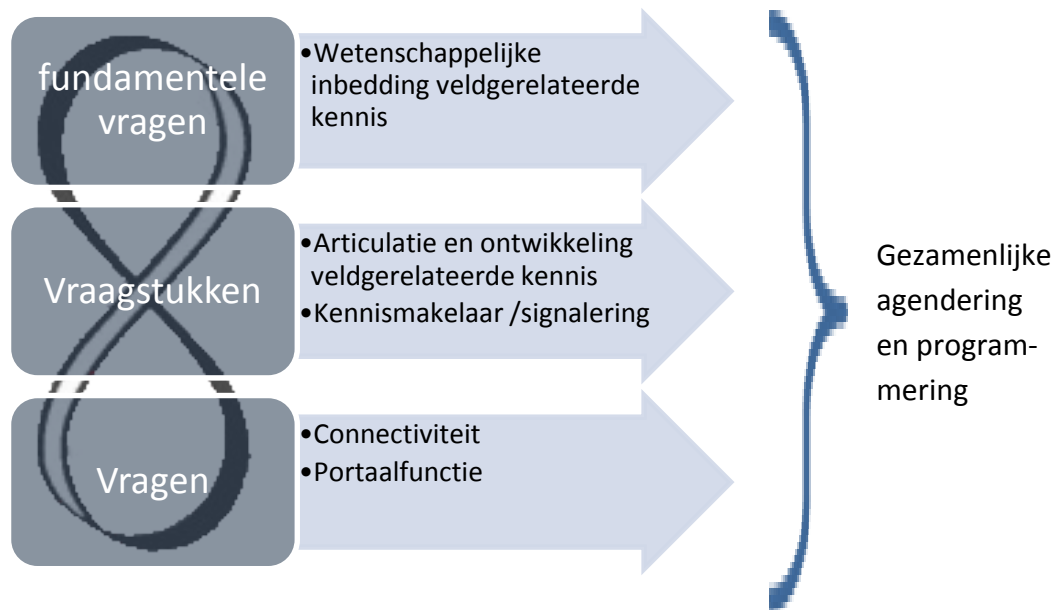 fundamentele
vragen
•Wetenschappelijke
inbedding veldgerelateerde
kennis
Vraagstukken
•Articulatie en ontwikkeling
veldgerelateerde kennis
•Kennismakelaar /signalering
Vragen
•Connectiviteit
•Portaalfunctie
Gezamenlijke
agendering
en program-
mering